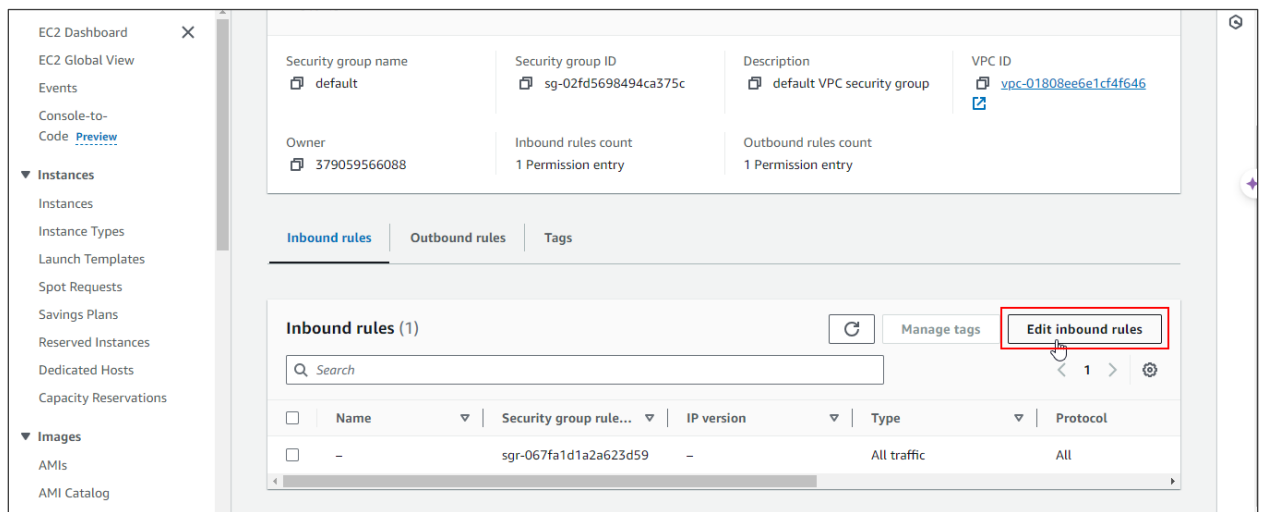 EC2 Dashboard
EC2 Global View
Events
Console-to-
Code Preview
Instances
Instances
Instance Types
Launch Templates
Spot Requests
Savings Plans
Reserved Instances
Dedicated Hosts
Capacity Reservations
Images
AMIs
AMI Catalog
Security group name
default
Security group ID
sg-02fd5698494ca375c
Description
default VPC security group
VPC ID
vpc-01808ee6e1cf4f646
Owner
379059566088
Inbound rules count
1 Permission entry
Outbound rules count
1 Permission entry
Inbound rules Outbound rules Tags
Inbound rules (1)
Manage tags
Edit inbound rules
Search
1
Name Security group rule... IP version Type Protocol
– sgr-067fa1d1a2a623d59 – All traffic All